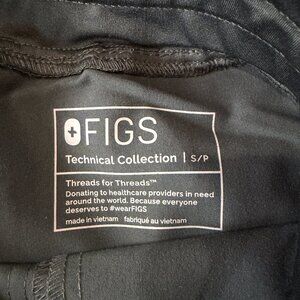 FIGS
Technical Collection | S/P
Threads for Threads™
Donating to healthcare providers in need
around the world. Because everyone
deserves to #wearFIGS
made in vietnam fabriqué au vietnam